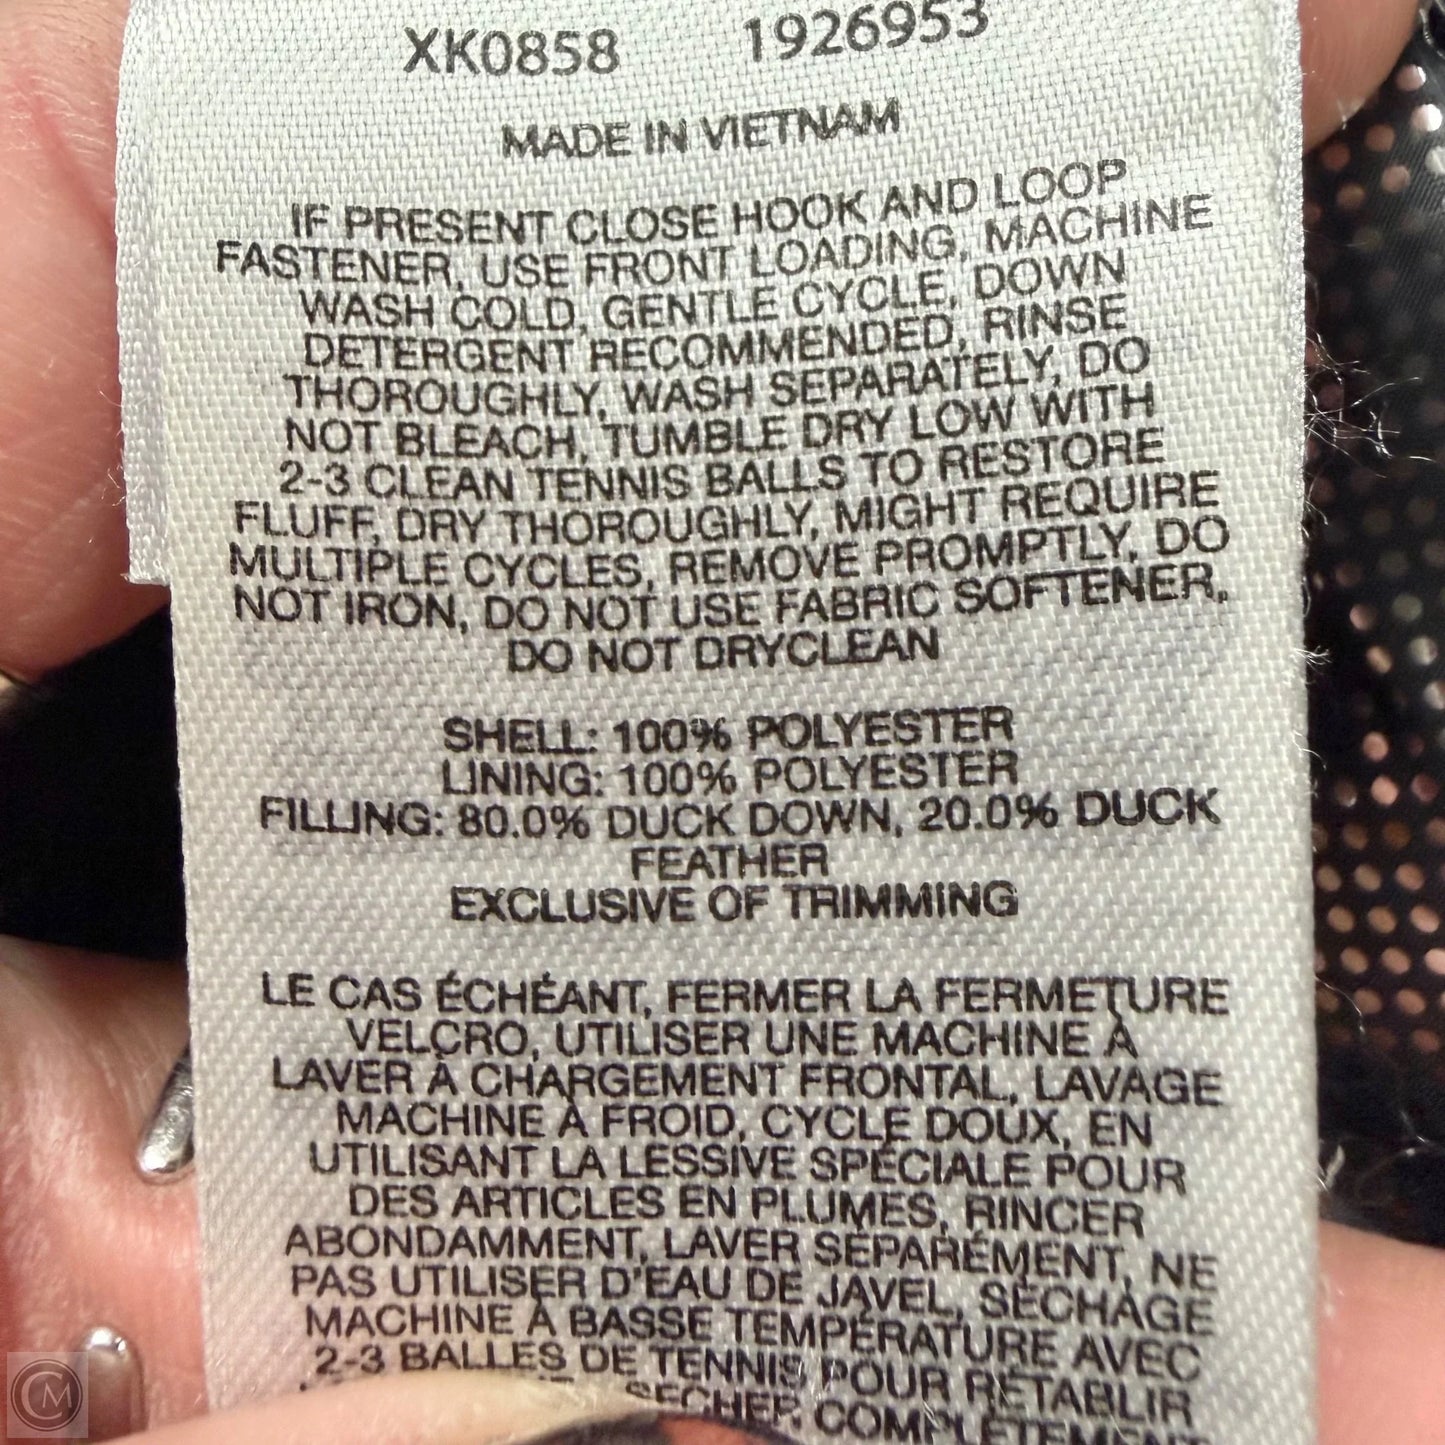 XK0858 1926953
MADE IN VIETNAM
IF PRESENT CLOSE HOOK AND LOOP
FASTENER, USE FRONT LOADING, MACHINE
WASH COLD, GENTLE CYCLE, DOWN
DETERGENT RECOMMENDED, RINSE
THOROUGHLY, WASH SEPARATELY, DO
NOT BLEACH, TUMBLE DRY LOW WITH
2-3 CLEAN TENNIS BALLS TO RESTORE
FLUFF, DRY THOROUGHLY, MIGHT REQUIRE
MULTIPLE CYCLES, REMOVE PROMPTLY, DO
NOT IRON, DO NOT USE FABRIC SOFTENER,
DO NOT DRYCLEAN
SHELL: 100% POLYESTER
LINING: 100% POLYESTER
FILLING: 80.0% DUCK DOWN, 20.0% DUCK
FEATHER
EXCLUSIVE OF TRIMMING
LE CAS ÉCHÉANT, FERMER LA FERMETURE
VELCRO, UTILISER UNE MACHINE À
LAVER À CHARGEMENT FRONTAL, LAVAGE
MACHINE À FROID, CYCLE DOUX, EN
UTILISANT LA LESSIVE SPÉCIALE POUR
DES ARTICLES EN PLUMES, RINCER
ABONDAMMENT, LAVER SÉPARÉMENT, NE
PAS UTILISER D'EAU DE JAVEL, SÉCHAGE
MACHINE À BASSE TEMPÉRATURE AVEC
2-3 BALLES DE TENNIS POUR RÉTABLIR
SÉCHER COMPLÈTEMENT
CM